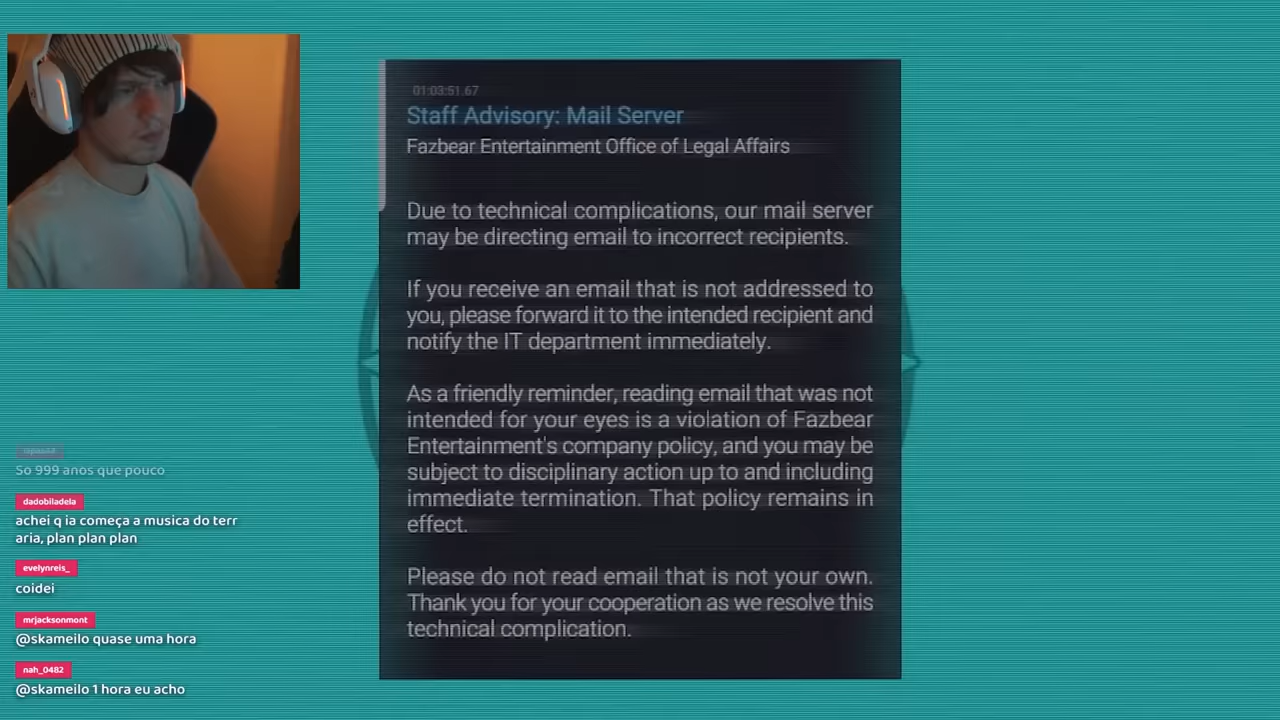 01:03:51.67
Staff Advisory: Mail Server
Fazbear Entertainment Office of Legal Affairs
Due to technical complications, our mail server
may be directing email to incorrect recipients.
If you receive an email that is not addressed to
you, please forward it to the intended recipient and
notify the IT department immediately.
As a friendly reminder, reading email that was not
intended for your eyes is a violation of Fazbear
Entertainment's company policy, and you may be
subject to disciplinary action up to and including
immediate termination. That policy remains in
effect.
Please do not read email that is not your own.
Thank you for your cooperation as we resolve this
technical complication.
So 999 anos que pouco
dadobiladela
achei q ia começa a musica do terr
aria, plan plan plan
evelynreis_
coidei
mrjacksonmont
@skameilo quase uma hora
nah_0482
@skameilo 1 hora eu acho